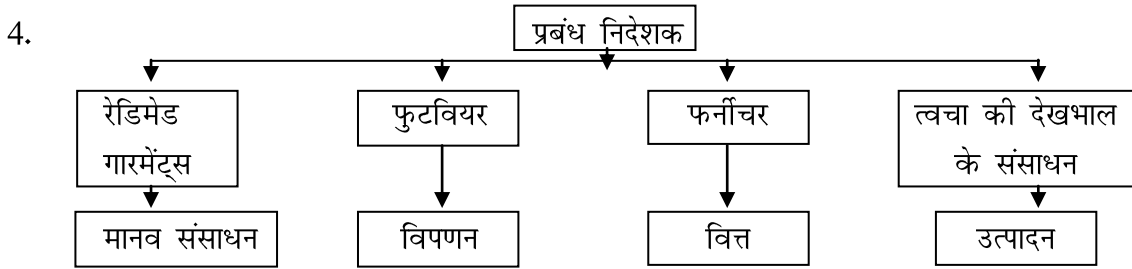 4.
प्रबंध निदेशक
रेडिमेड
गारमेंट्स
फुटवियर
फर्नीचर
त्वचा की देखभाल
के संसाधन
मानव संसाधन
विपणन
वित्त
उत्पादन